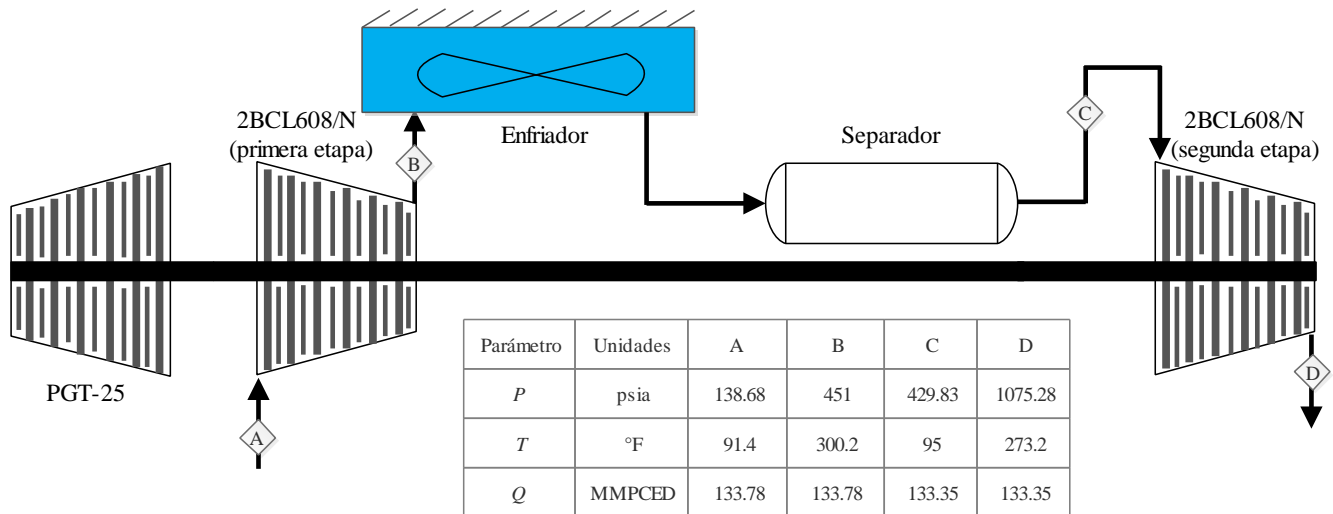 2BCL608/N
(primera etapa)
B
Enfriador
Separador
C
2BCL608/N
(segunda etapa)
PGT-25
A
D
Parámetro Unidades A B C D
P psia 138.68 451 429.83 1075.28
T °F 91.4 300.2 95 273.2
Q MMPCED 133.78 133.78 133.35 133.35